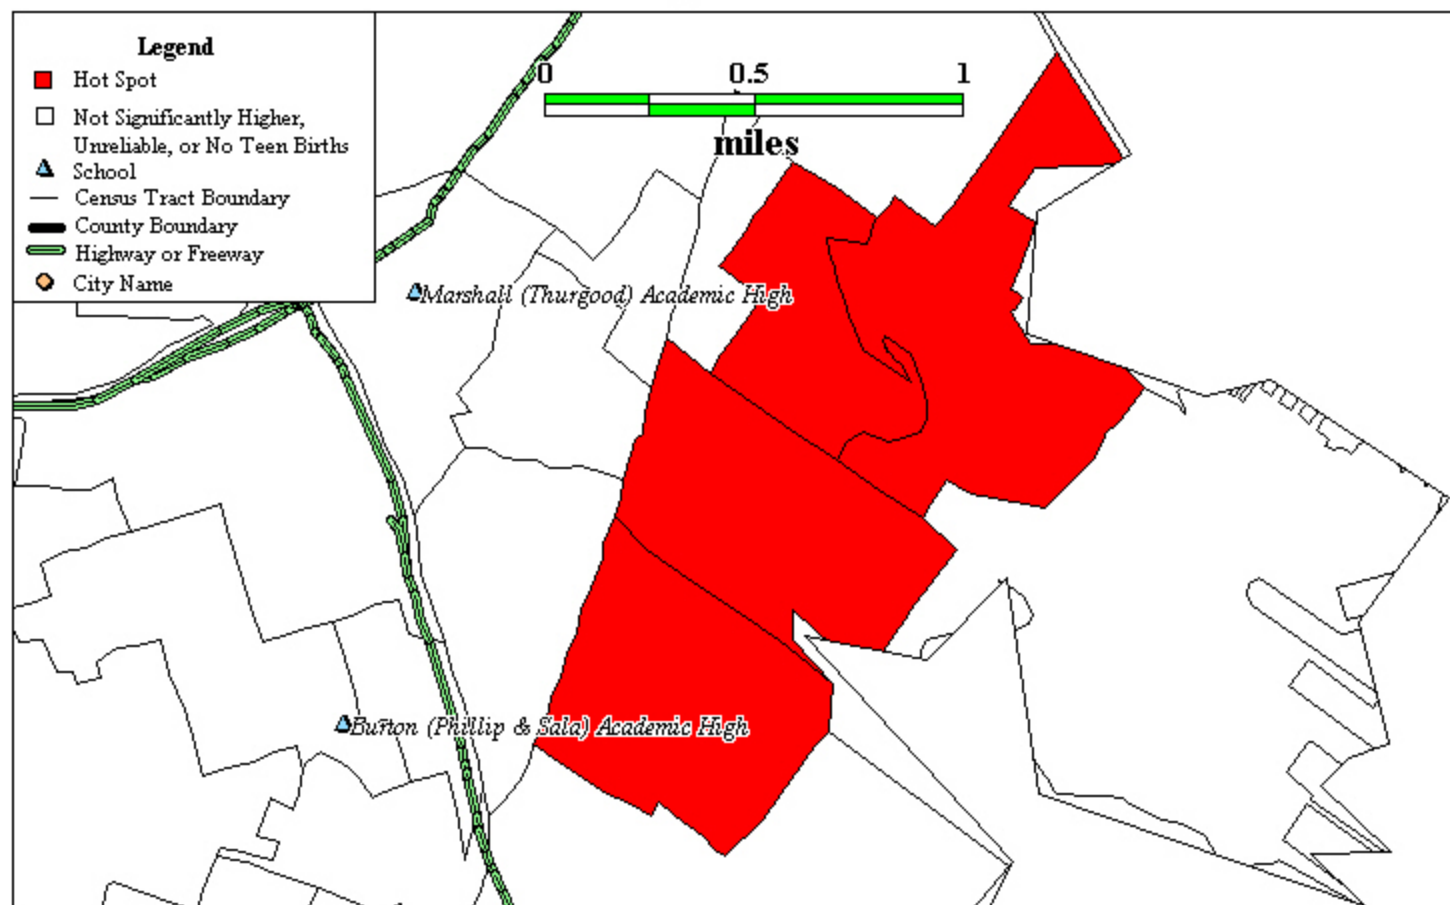 Legend
Hot Spot
Not Significantly Higher,
Unreliable, or No Teen Births
School
Census Tract Boundary
County Boundary
Highway or Freeway
City Name
0 0.5 1
miles
Marshall (Thurgood) Academic High
Burton (Phillip & Sala) Academic High